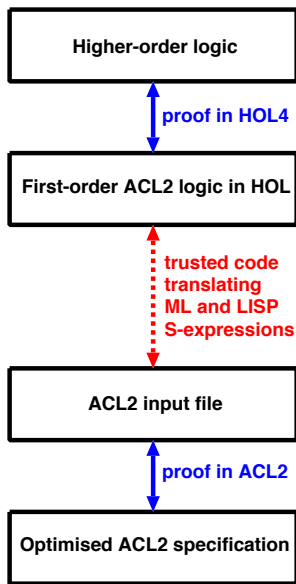 Higher-order logic
proof in HOL4
First-order ACL2 logic in HOL
trusted code
translating
ML and LISP
S-expressions
ACL2 input file
proof in ACL2
Optimised ACL2 specification